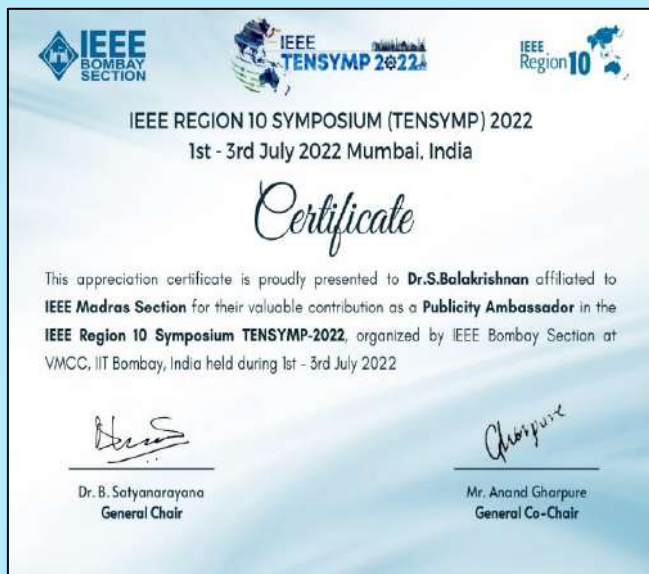 IEEE
BOMBAY
SECTION
IEEE
TENSYMP 2022
IEEE
Region 10
IEEE REGION 10 SYMPOSIUM (TENSYMP) 2022
1st - 3rd July 2022 Mumbai, India
Certificate
This appreciation certificate is proudly presented to Dr.S.Balakrishnan affiliated to
IEEE Madras Section for their valuable contribution as a Publicity Ambassador in the
IEEE Region 10 Symposium TENSYMP-2022, organized by IEEE Bombay Section at
VMCC, IIT Bombay, India held during 1st - 3rd July 2022
Gharpure
Dr. B. Satyanarayana
General Chair
Mr. Anand Gharpure
General Co-Chair